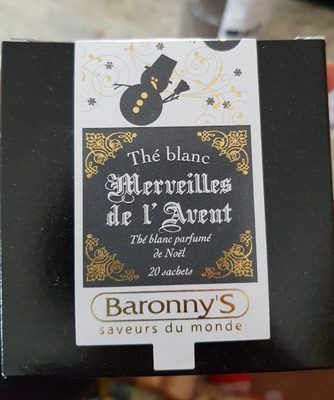 Thé blanc
Merveilles
de l'Avent
Thé blanc parfumé
de Noël
20 sachets
Baronny's
saveurs du monde